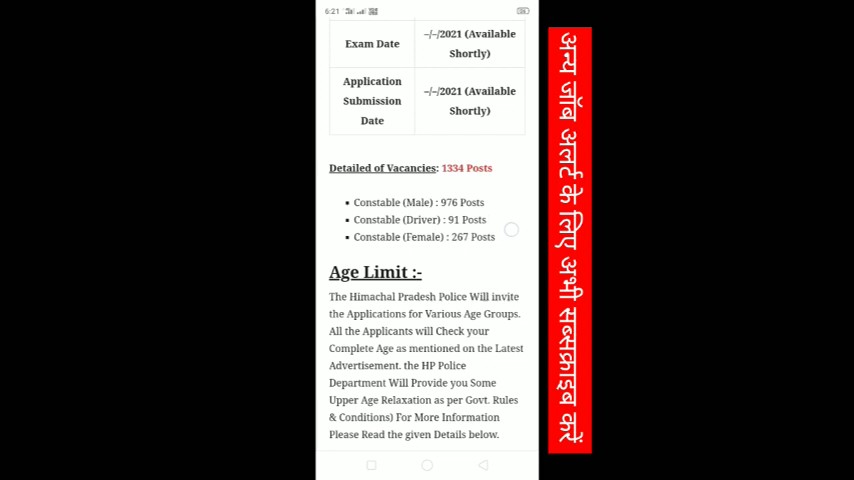 6:21
Exam Date
–/–/2021 (Available
Shortly)
Application
Submission
Date
–/–/2021 (Available
Shortly)
Detailed of Vacancies: 1334 Posts
Constable (Male) : 976 Posts
Constable (Driver) : 91 Posts
Constable (Female) : 267 Posts
Age Limit :-
The Himachal Pradesh Police Will invite
the Applications for Various Age Groups.
All the Applicants will Check your
Complete Age as mentioned on the Latest
Advertisement. the HP Police
Department Will Provide you Some
Upper Age Relaxation as per Govt. Rules
& Conditions) For More Information
Please Read the given Details below.
अन्य जॉब अलर्ट के लिए अभी सब्सक्राइब करें